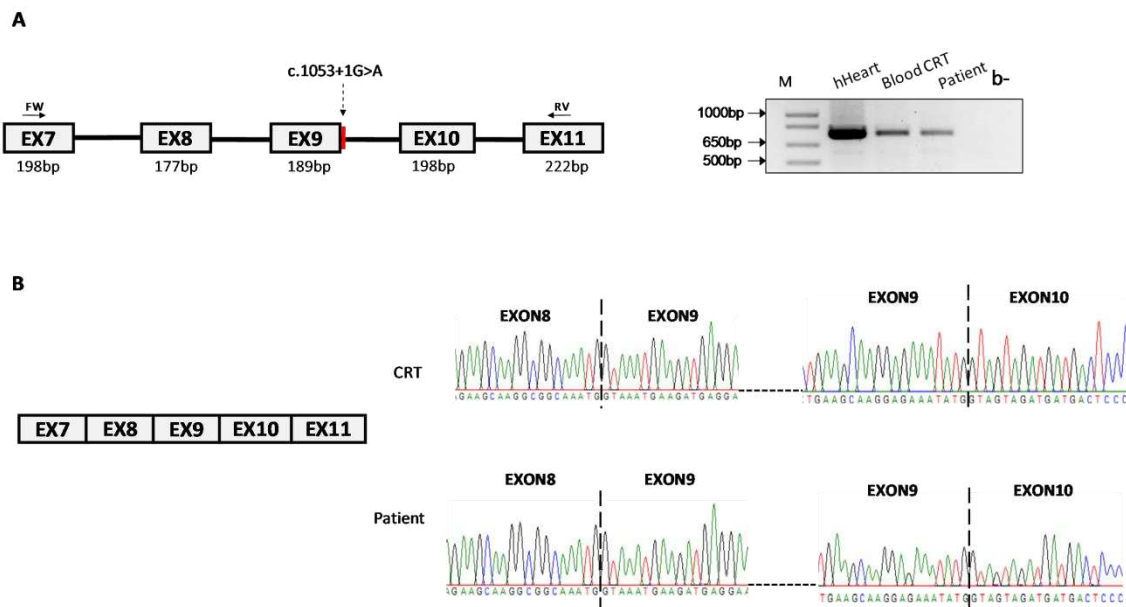 A
c.1053+1G>A
FW
RV
EX7
EX8
EX9
EX10
EX11
198bp
177bp
189bp
198bp
222bp
M
hHeart
Blood CRT
Patient
b-
1000bp
650bp
500bp
B
EX7 EX8 EX9 EX10 EX11
CRT
EXON8
EXON9
EXON9
EXON10
GAAGCAAGGCGGCAAATGGTAAATGAAGATGAGGA
TGAAGCAAGGAGAAATATGGTAGTAGATGATGACTCCC
Patient
EXON8
EXON9
EXON9
EXON10
GAAGCAAGGCGGCAAATGGTAAATGAAGATGAGGA
TGAAGCAAGGAGAAATATGGTAGTAGATGATGACTCCC